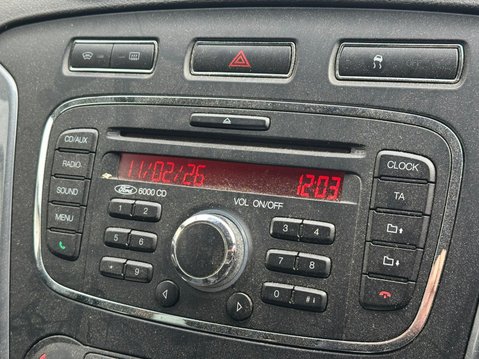 OFF
CD/AUX
RADIO
SOUND
MENU
11/02/26 12:03
Ford 6000 CD
VOL ON/OFF
CLOCK
TA
1 2
3 4
5 6
7 8
* 9
0 #